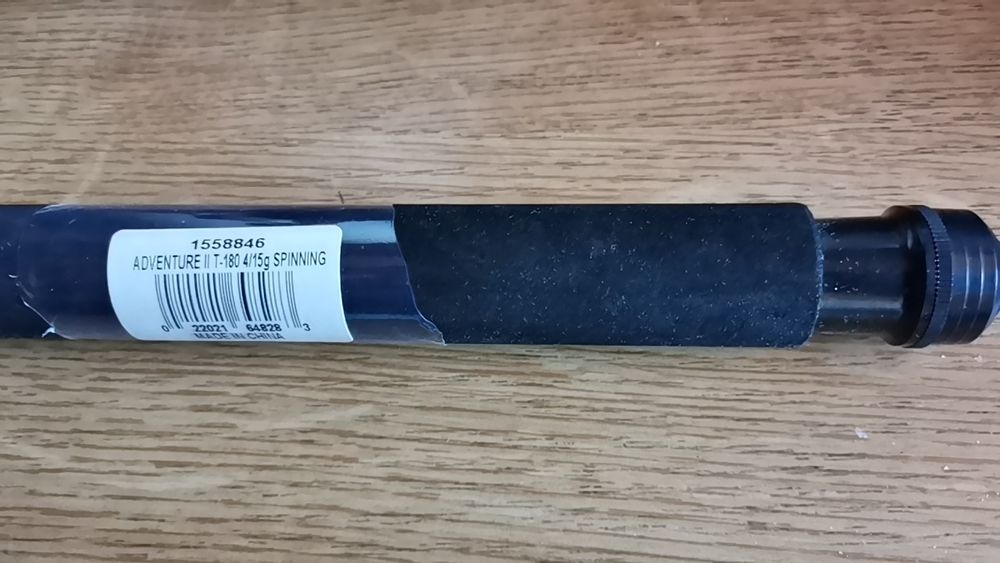 1558846
ADVENTURE II T-180 4/15g SPINNING
0 22021 64828 3
MADE IN CHINA